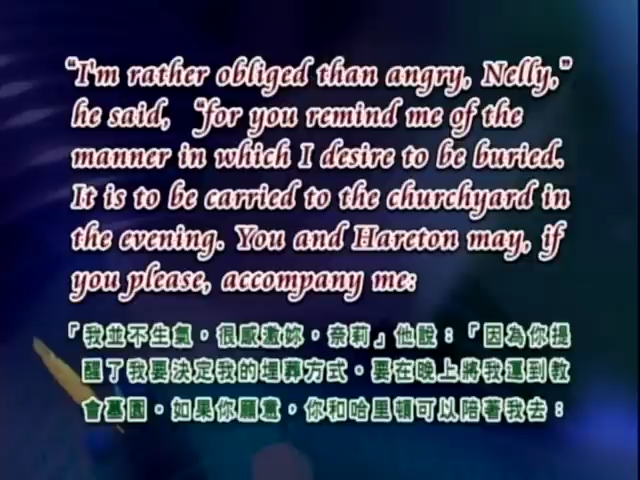 "I'm rather obliged than angry, Nelly,"
he said, "for you remind me of the
manner in which I desire to be buried.
It is to be carried to the churchyard in
the evening. You and Hareton may, if
you please, accompany me:
「我並不生氣，很感激妳，奈莉」他說：「因為你提
醒了我要決定我的埋葬方式。要在晚上將我運到教
會墓園。如果你願意，你和哈里頓可以陪著我去：